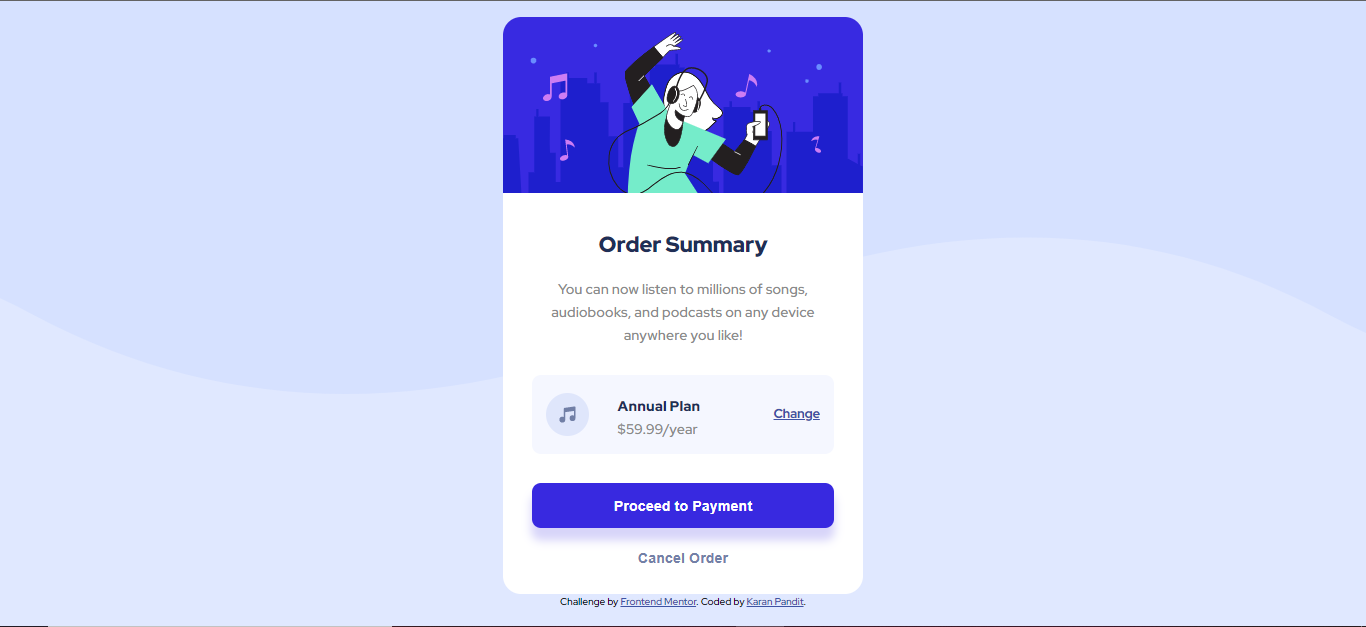 Order Summary
You can now listen to millions of songs,
audiobooks, and podcasts on any device
anywhere you like!
Annual Plan
$59.99/year
Change
Proceed to Payment
Cancel Order
Challenge by Frontend Mentor. Coded by Karan Pandit.